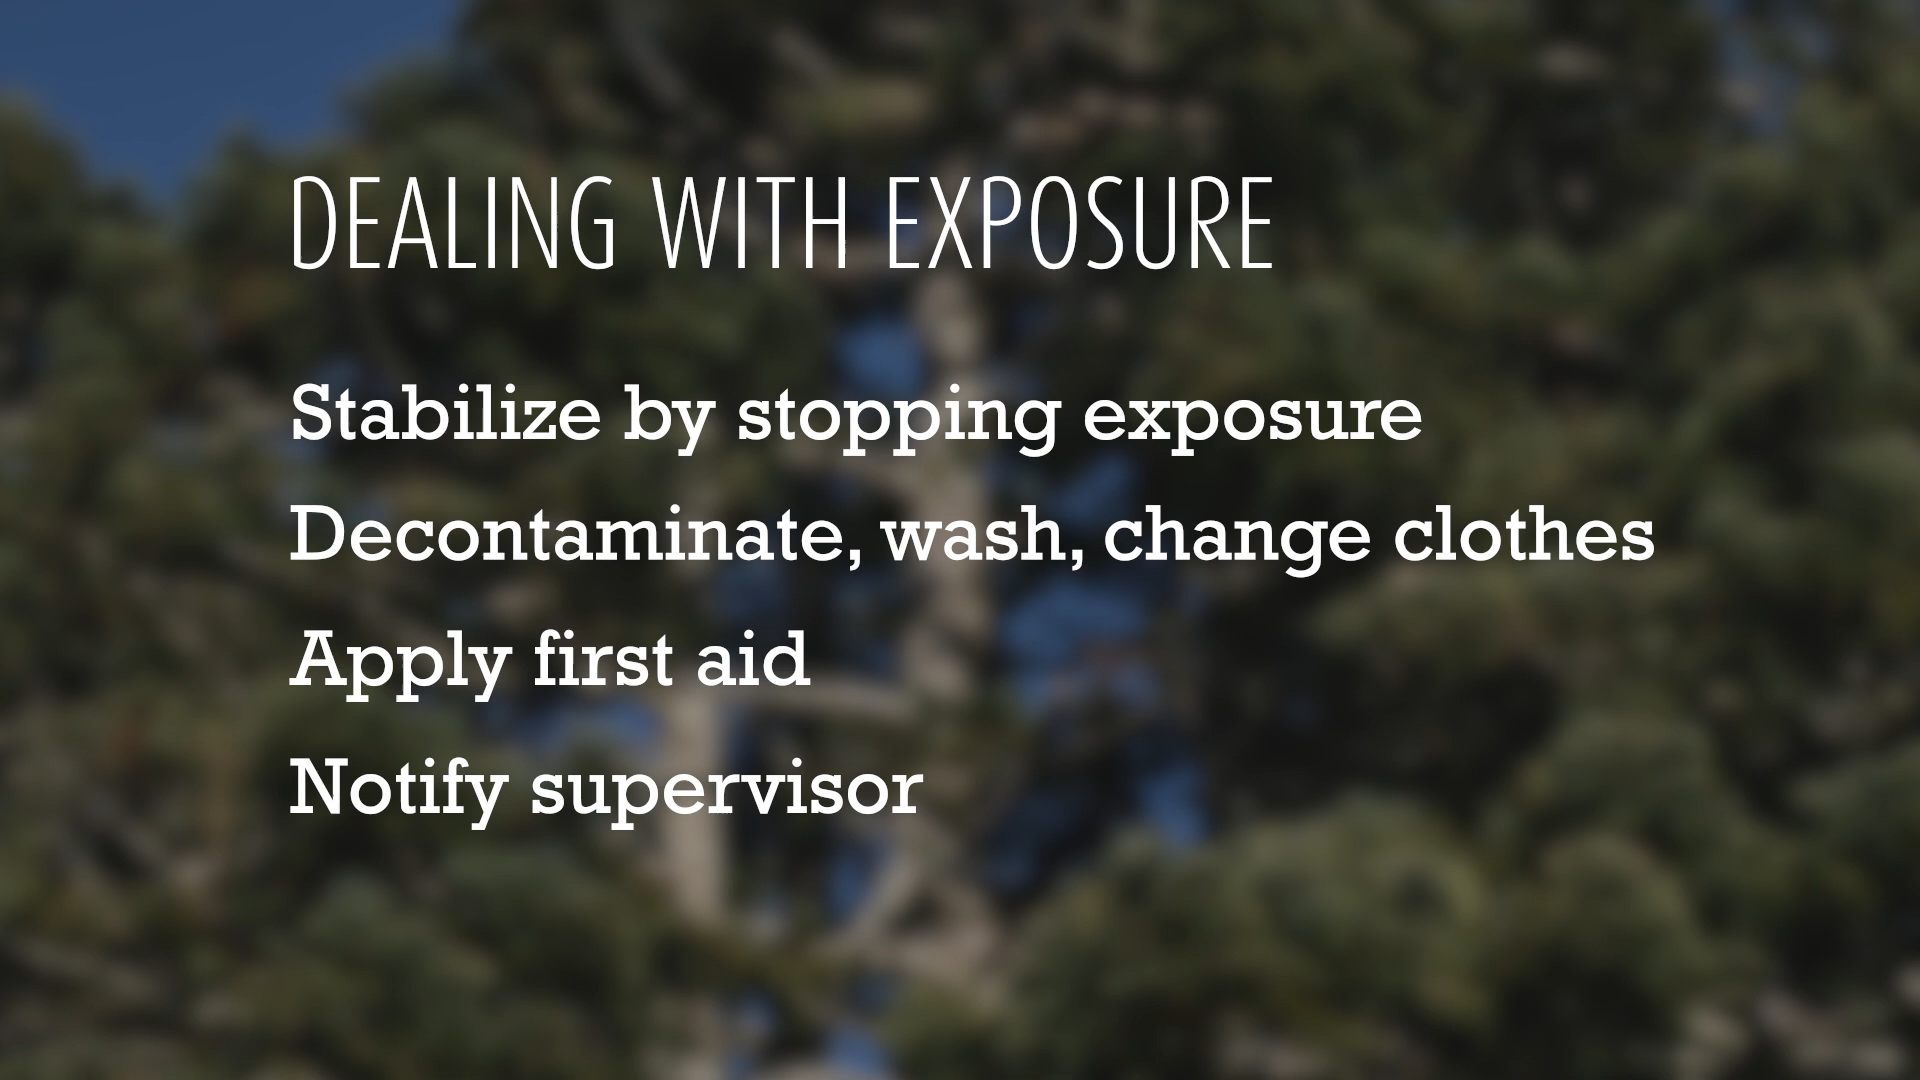 DEALING WITH EXPOSURE
Stabilize by stopping exposure
Decontaminate, wash, change clothes
Apply first aid
Notify supervisor